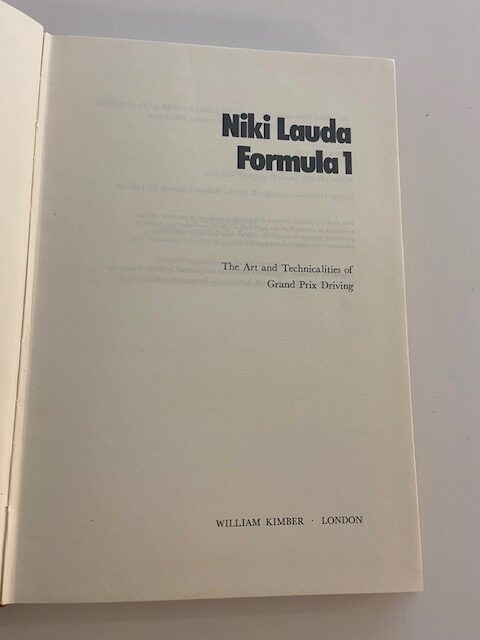 Niki Lauda
Formula 1
The Art and Technicalities of
Grand Prix Driving
WILLIAM KIMBER · LONDON